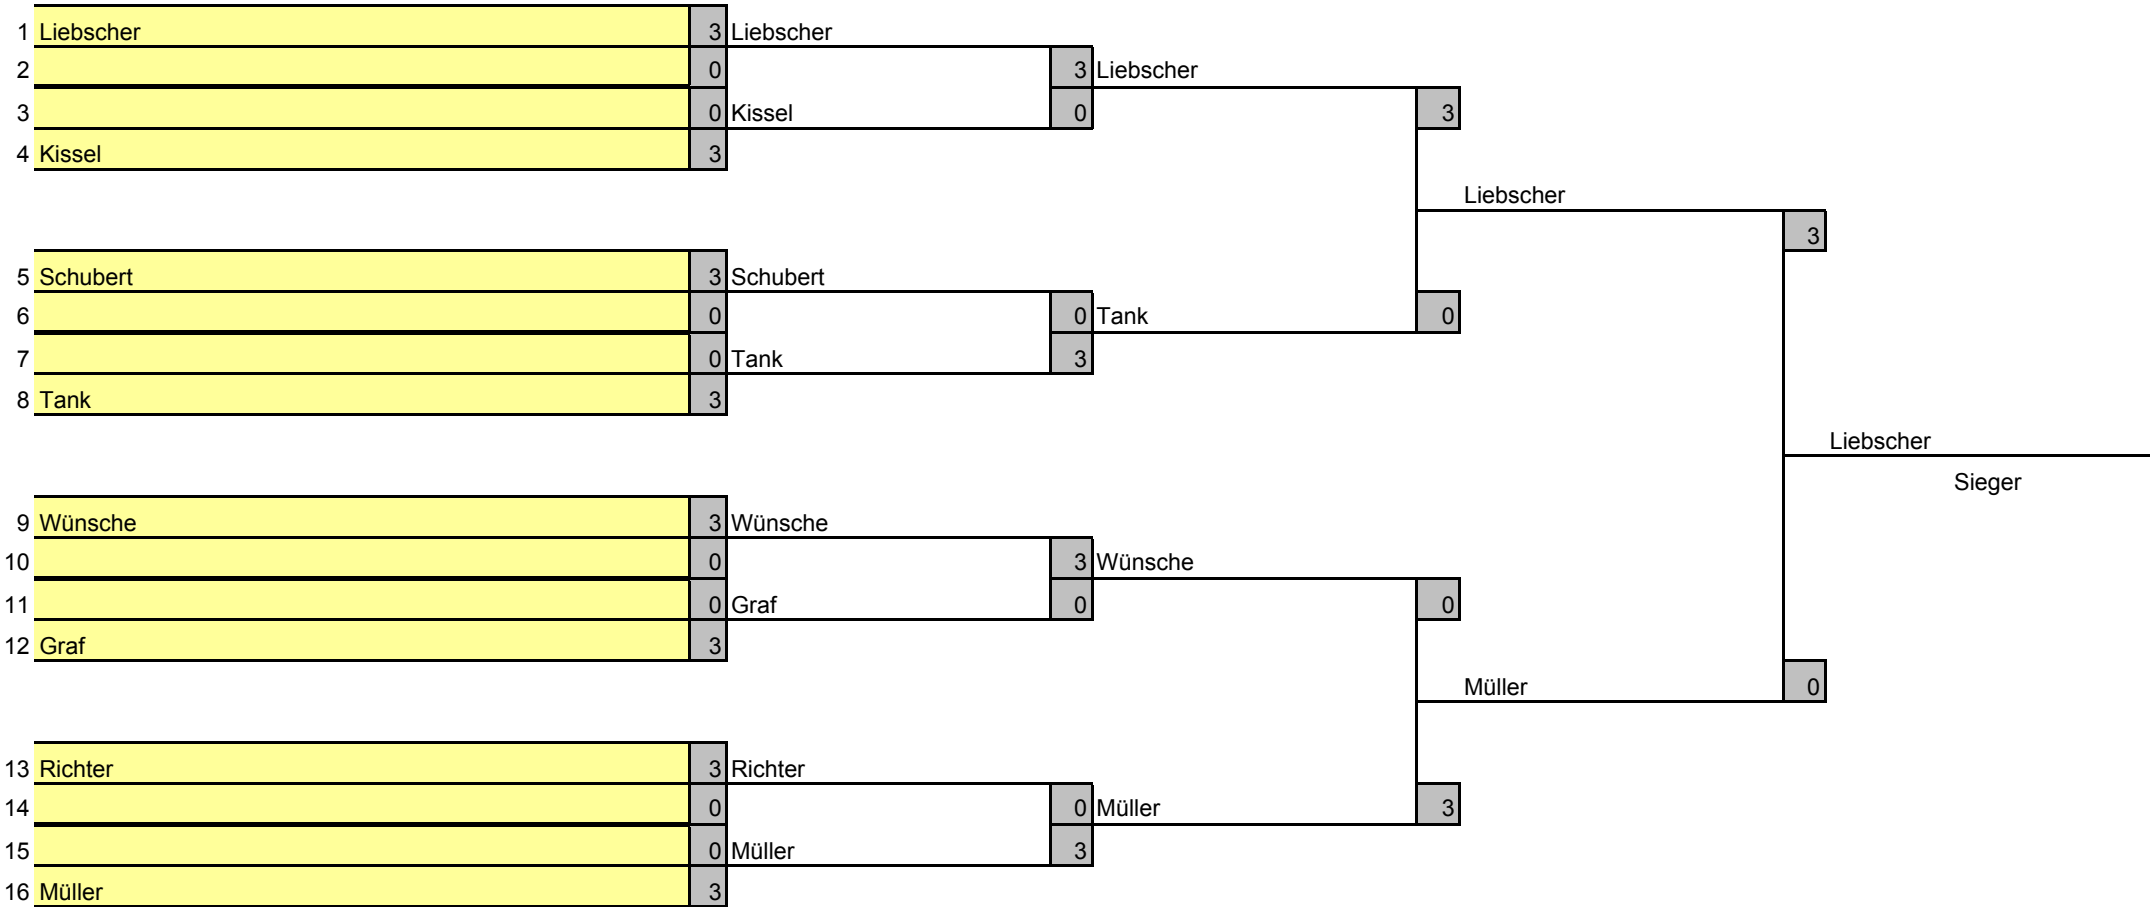 1 Liebscher 3 Liebscher
2 0 3 Liebscher
3 0 Kissel 0 3
4 Kissel 3
Liebscher
3
5 Schubert 3 Schubert
6 0 0 Tank 0
7 0 Tank 3
8 Tank 3
Liebscher
Sieger
9 Wünsche 3 Wünsche
10 0 3 Wünsche
11 0 Graf 0 0
12 Graf 3
Müller 0
13 Richter 3 Richter
14 0 0 Müller 3
15 0 Müller 3
16 Müller 3